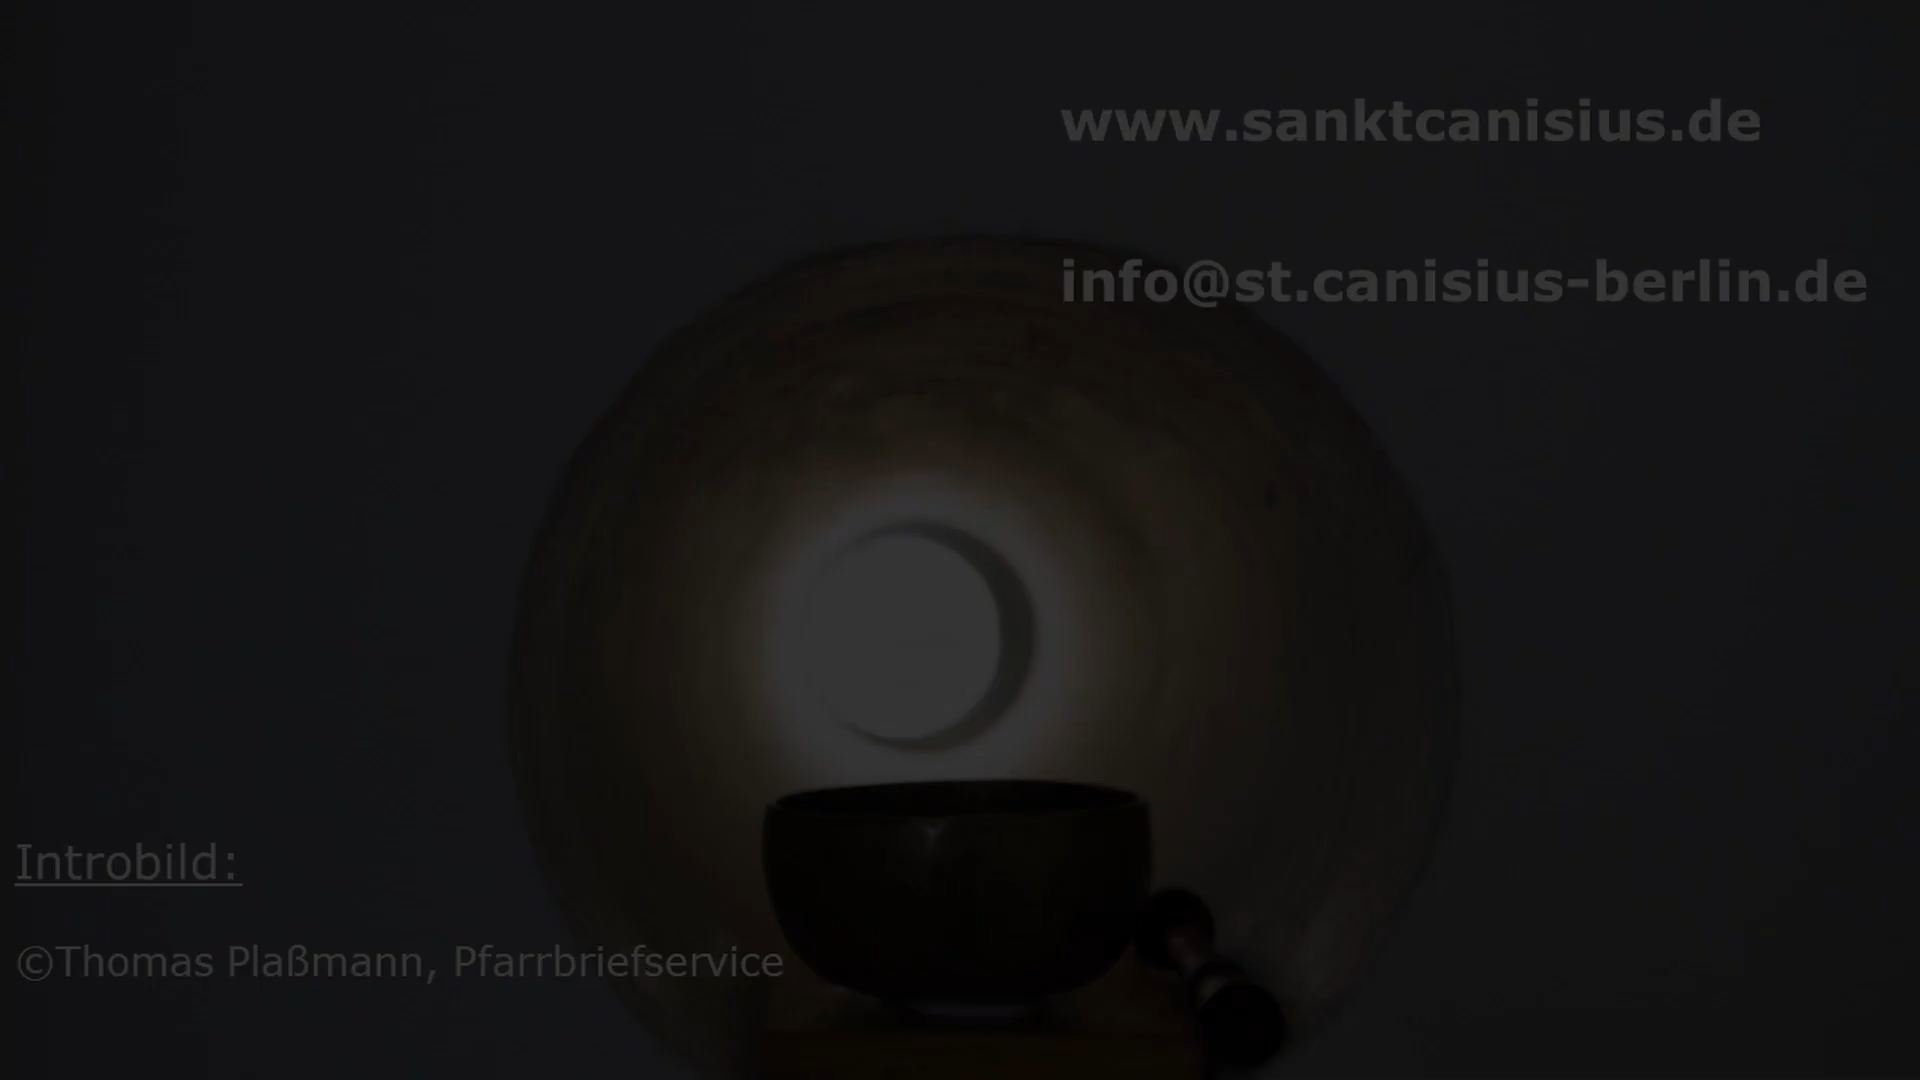 www.sanktcanisius.de
info@st.canisius-berlin.de
Introbild:
©Thomas Plaßmann, Pfarrbriefservice